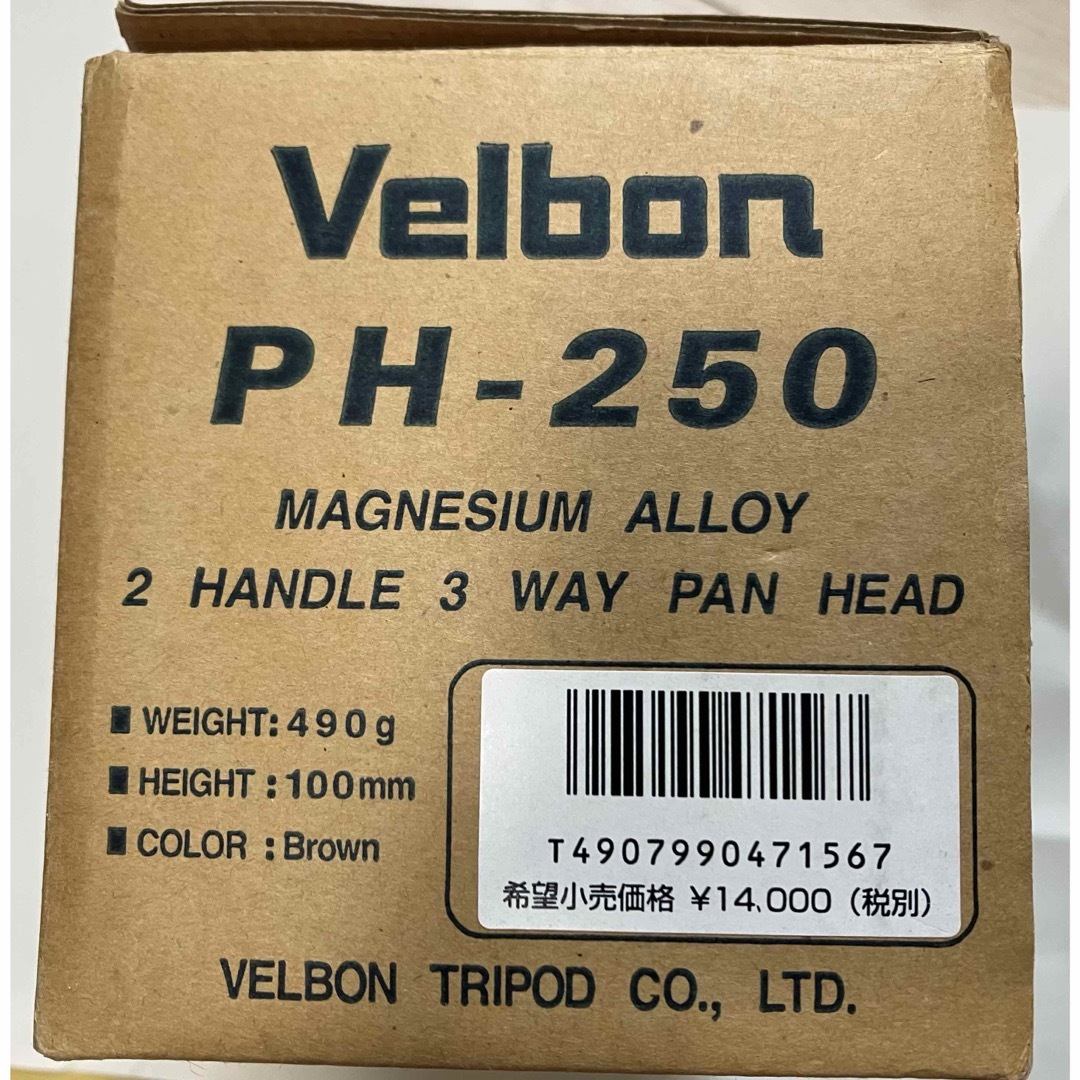 Velbon
PH-250
MAGNESIUM ALLOY
2 HANDLE 3 WAY PAN HEAD
■ WEIGHT: 490g
■ HEIGHT : 100mm
■ COLOR : Brown
T4907990471567
希望小売価格 ¥14,000 (税別)
VELBON TRIPOD CO., LTD.